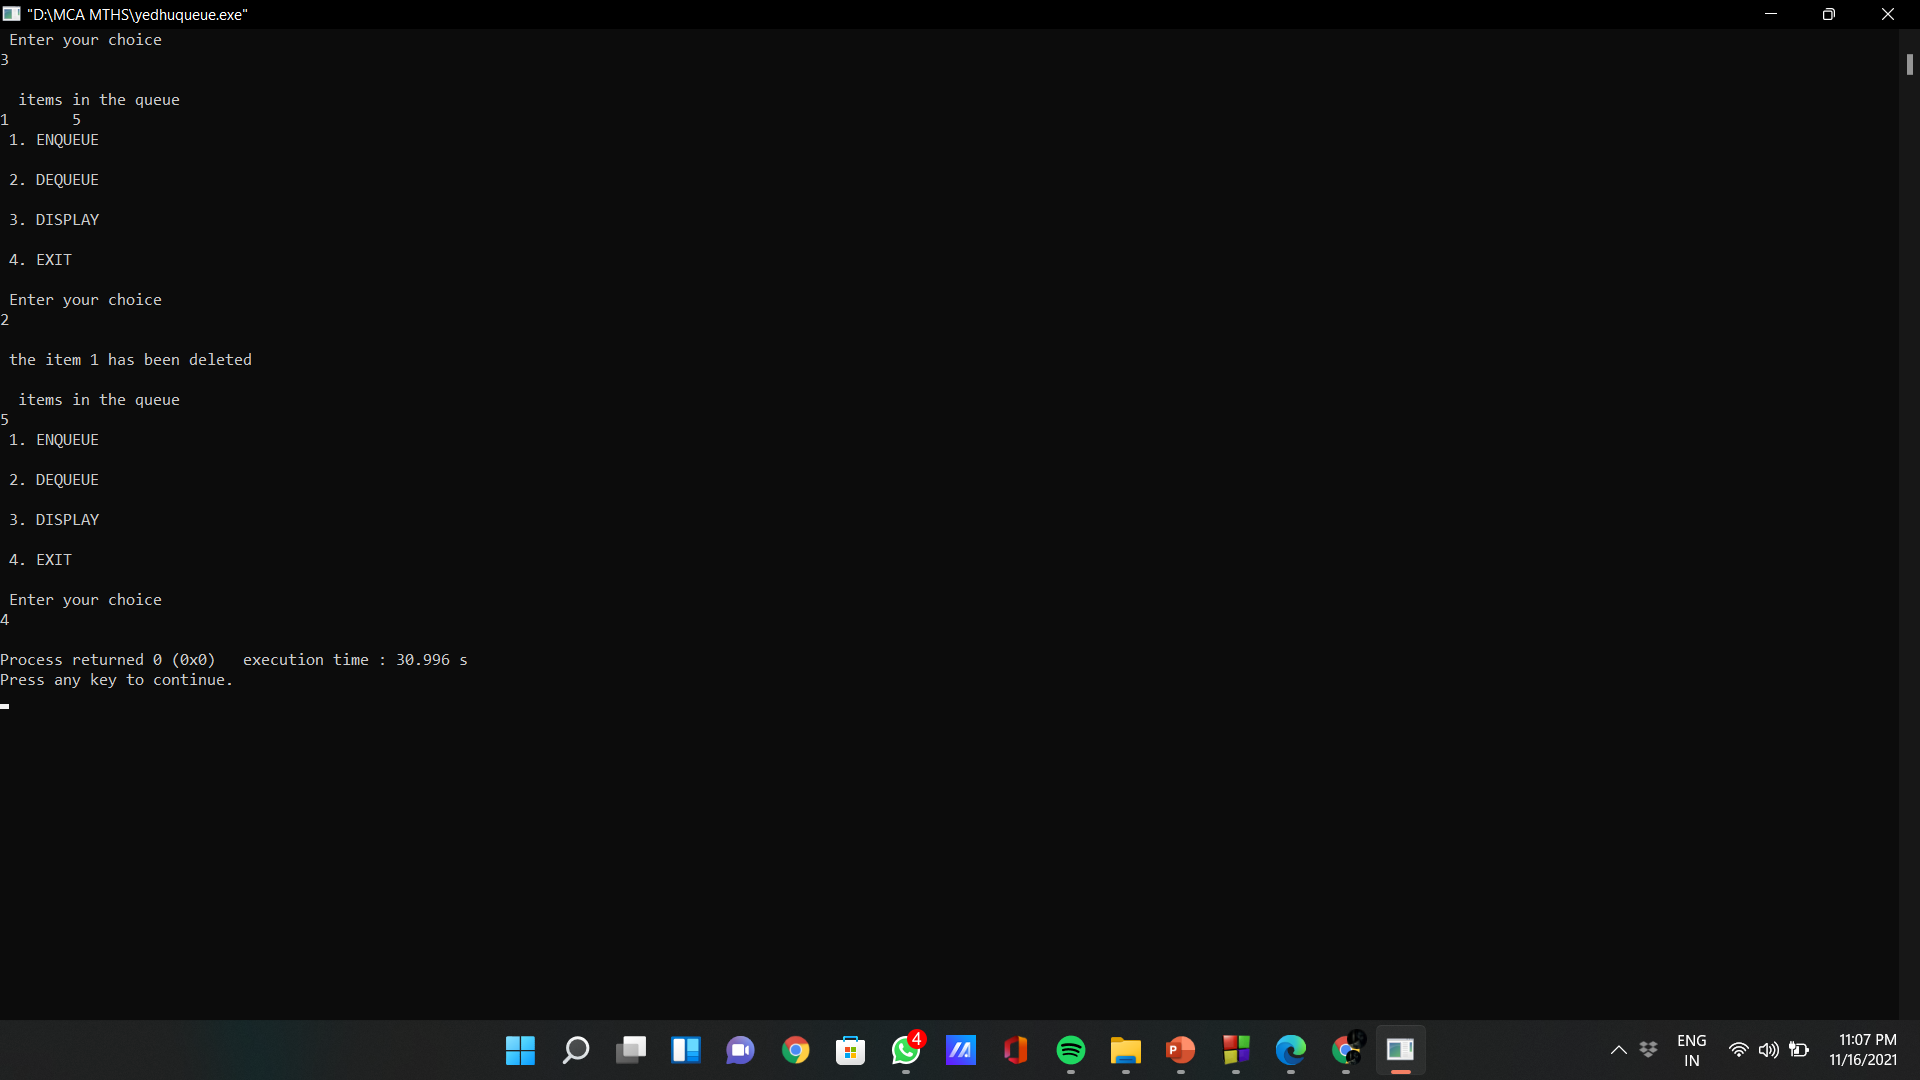 "D:\MCA MTHS\yedhuqueue.exe"
Enter your choice
3
items in the queue
1 5
1. ENQUEUE
2. DEQUEUE
3. DISPLAY
4. EXIT
Enter your choice
2
the item 1 has been deleted
items in the queue
5
1. ENQUEUE
2. DEQUEUE
3. DISPLAY
4. EXIT
Enter your choice
4
Process returned 0 (0x0) execution time : 30.996 s
Press any key to continue.
4
ENG
IN
11:07 PM
11/16/2021